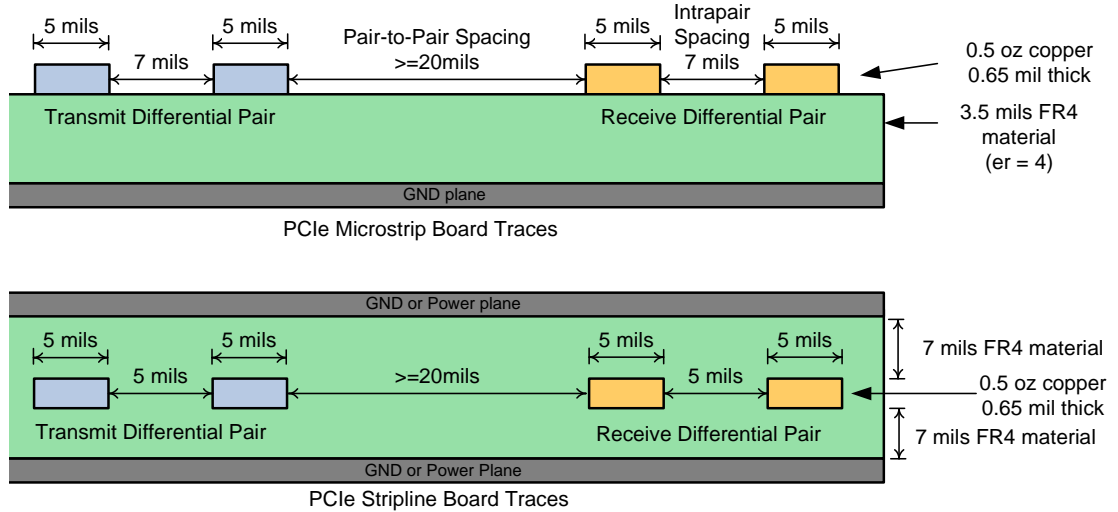 5 mils
5 mils
Pair-to-Pair Spacing
>=20mils
5 mils
Intrapair
Spacing
7 mils
5 mils
7 mils
0.5 oz copper
0.65 mil thick
Transmit Differential Pair
Receive Differential Pair
3.5 mils FR4
material
(er = 4)
GND plane
PCIe Microstrip Board Traces
GND or Power plane
5 mils
5 mils
5 mils
5 mils
7 mils FR4 material
5 mils
>=20mils
5 mils
0.5 oz copper
0.65 mil thick
Transmit Differential Pair
Receive Differential Pair
7 mils FR4 material
GND or Power Plane
PCIe Stripline Board Traces